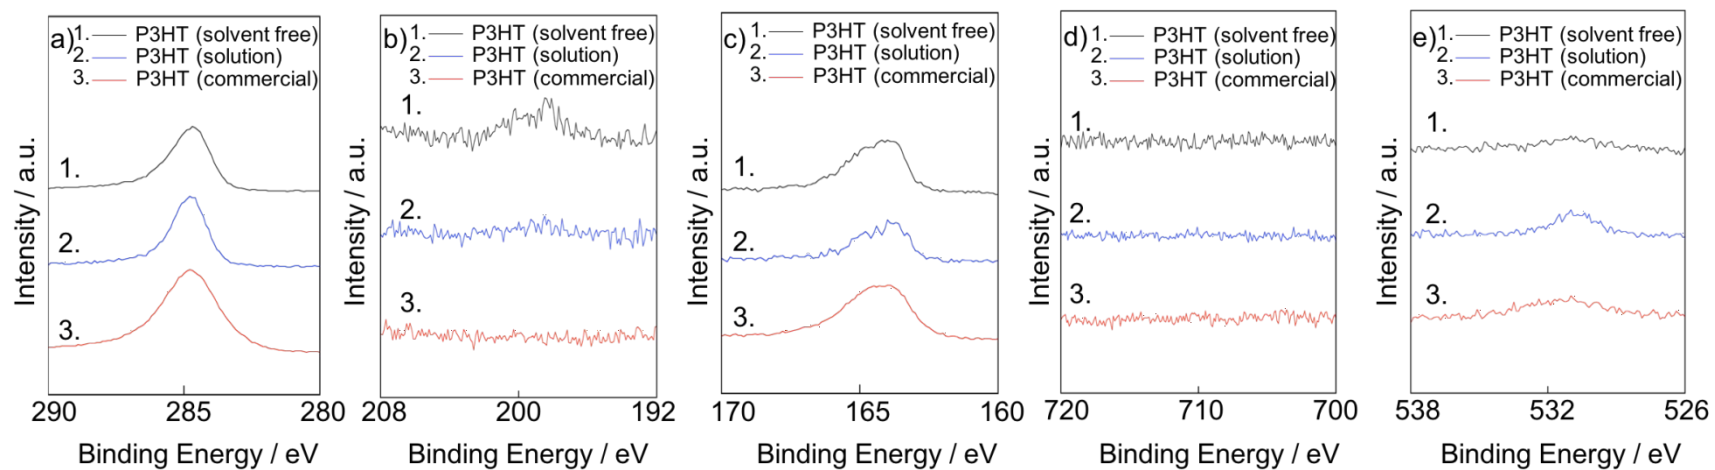 a)
1. P3HT (solvent free)
2. P3HT (solution)
3. P3HT (commercial)
1.
2.
3.
Intensity / a.u.
290 285 280
Binding Energy / eV
b)
1. P3HT (solvent free)
2. P3HT (solution)
3. P3HT (commercial)
1.
2.
3.
Intensity / a.u.
208 200 192
Binding Energy / eV
c)
1. P3HT (solvent free)
2. P3HT (solution)
3. P3HT (commercial)
1.
2.
3.
Intensity / a.u.
170 165 160
Binding Energy / eV
d)
1. P3HT (solvent free)
2. P3HT (solution)
3. P3HT (commercial)
1.
2.
3.
Intensity / a.u.
720 710 700
Binding Energy / eV
e)
1. P3HT (solvent free)
2. P3HT (solution)
3. P3HT (commercial)
1.
2.
3.
Intensity / a.u.
538 532 526
Binding Energy / eV